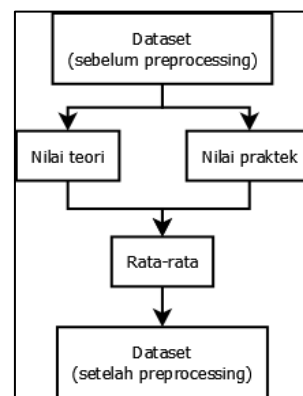 Dataset
(sebelum preprocessing)
Nilai teori
Nilai praktek
Rata-rata
Dataset
(setelah preprocessing)